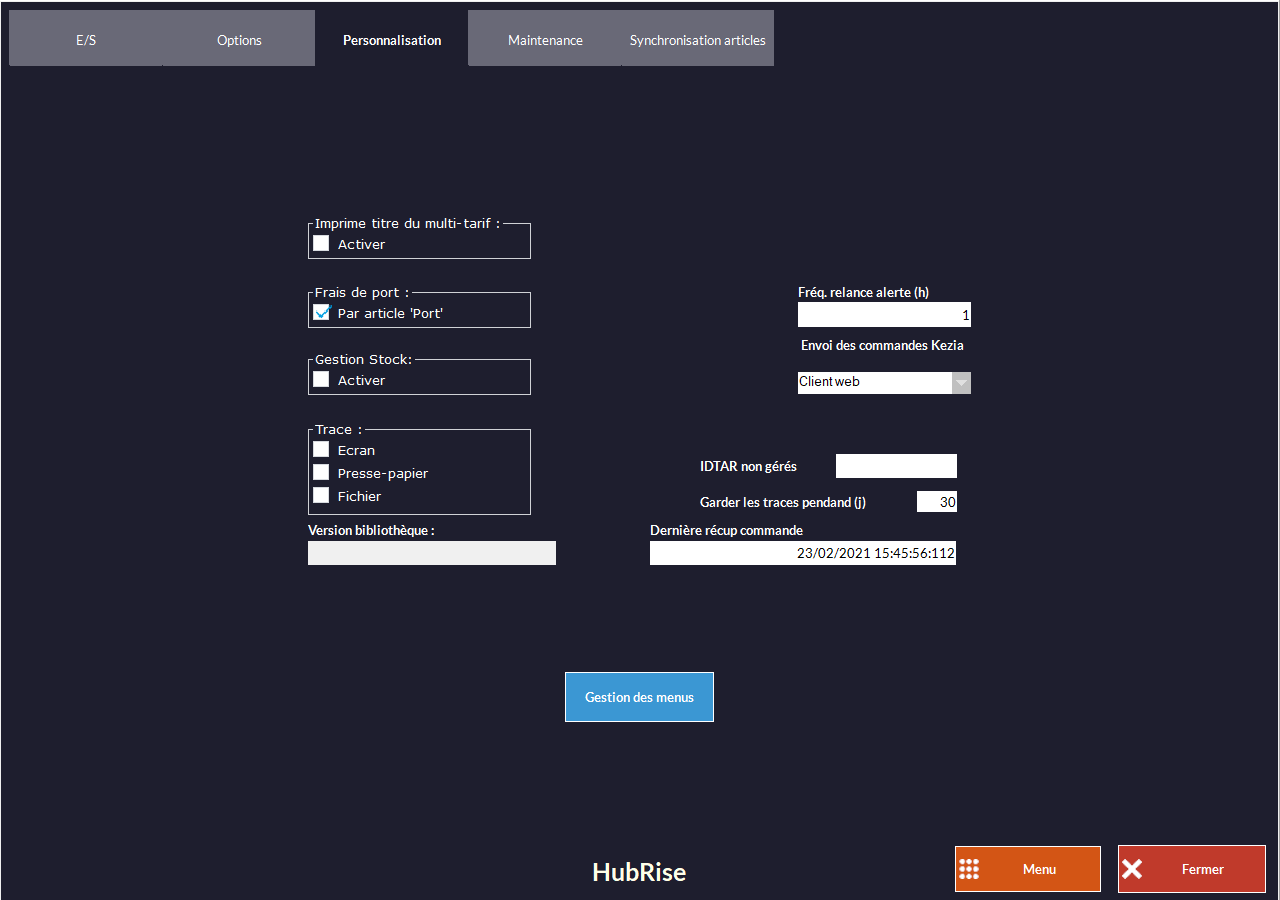 E/S
Options
Personnalisation
Maintenance
Synchronisation articles
Imprime titre du multi-tarif :
Activer
Frais de port :
Par article 'Port'
Gestion Stock:
Activer
Trace :
Ecran
Presse-papier
Fichier
Version bibliothèque :
Fréq. relance alerte (h)
1
Envoi des commandes Kezia
Client web
IDTAR non gérés
Garder les traces pendand (j)
30
Dernière récup commande
23/02/2021 15:45:56:112
Gestion des menus
HubRise
Menu
Fermer